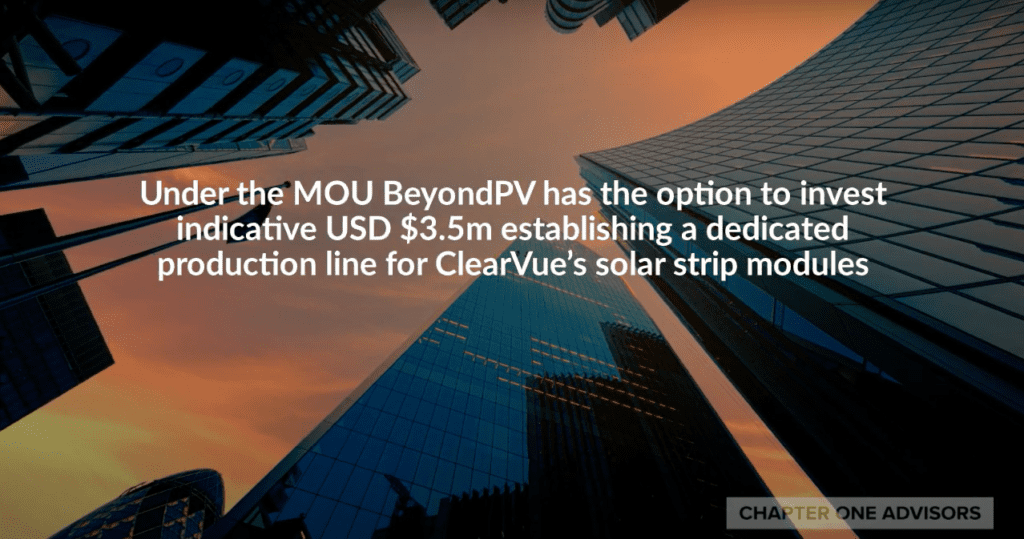 Under the MOU BeyondPV has the option to invest
indicative USD $3.5m establishing a dedicated
production line for ClearVue's solar strip modules
CHAPTER ONE ADVISORS